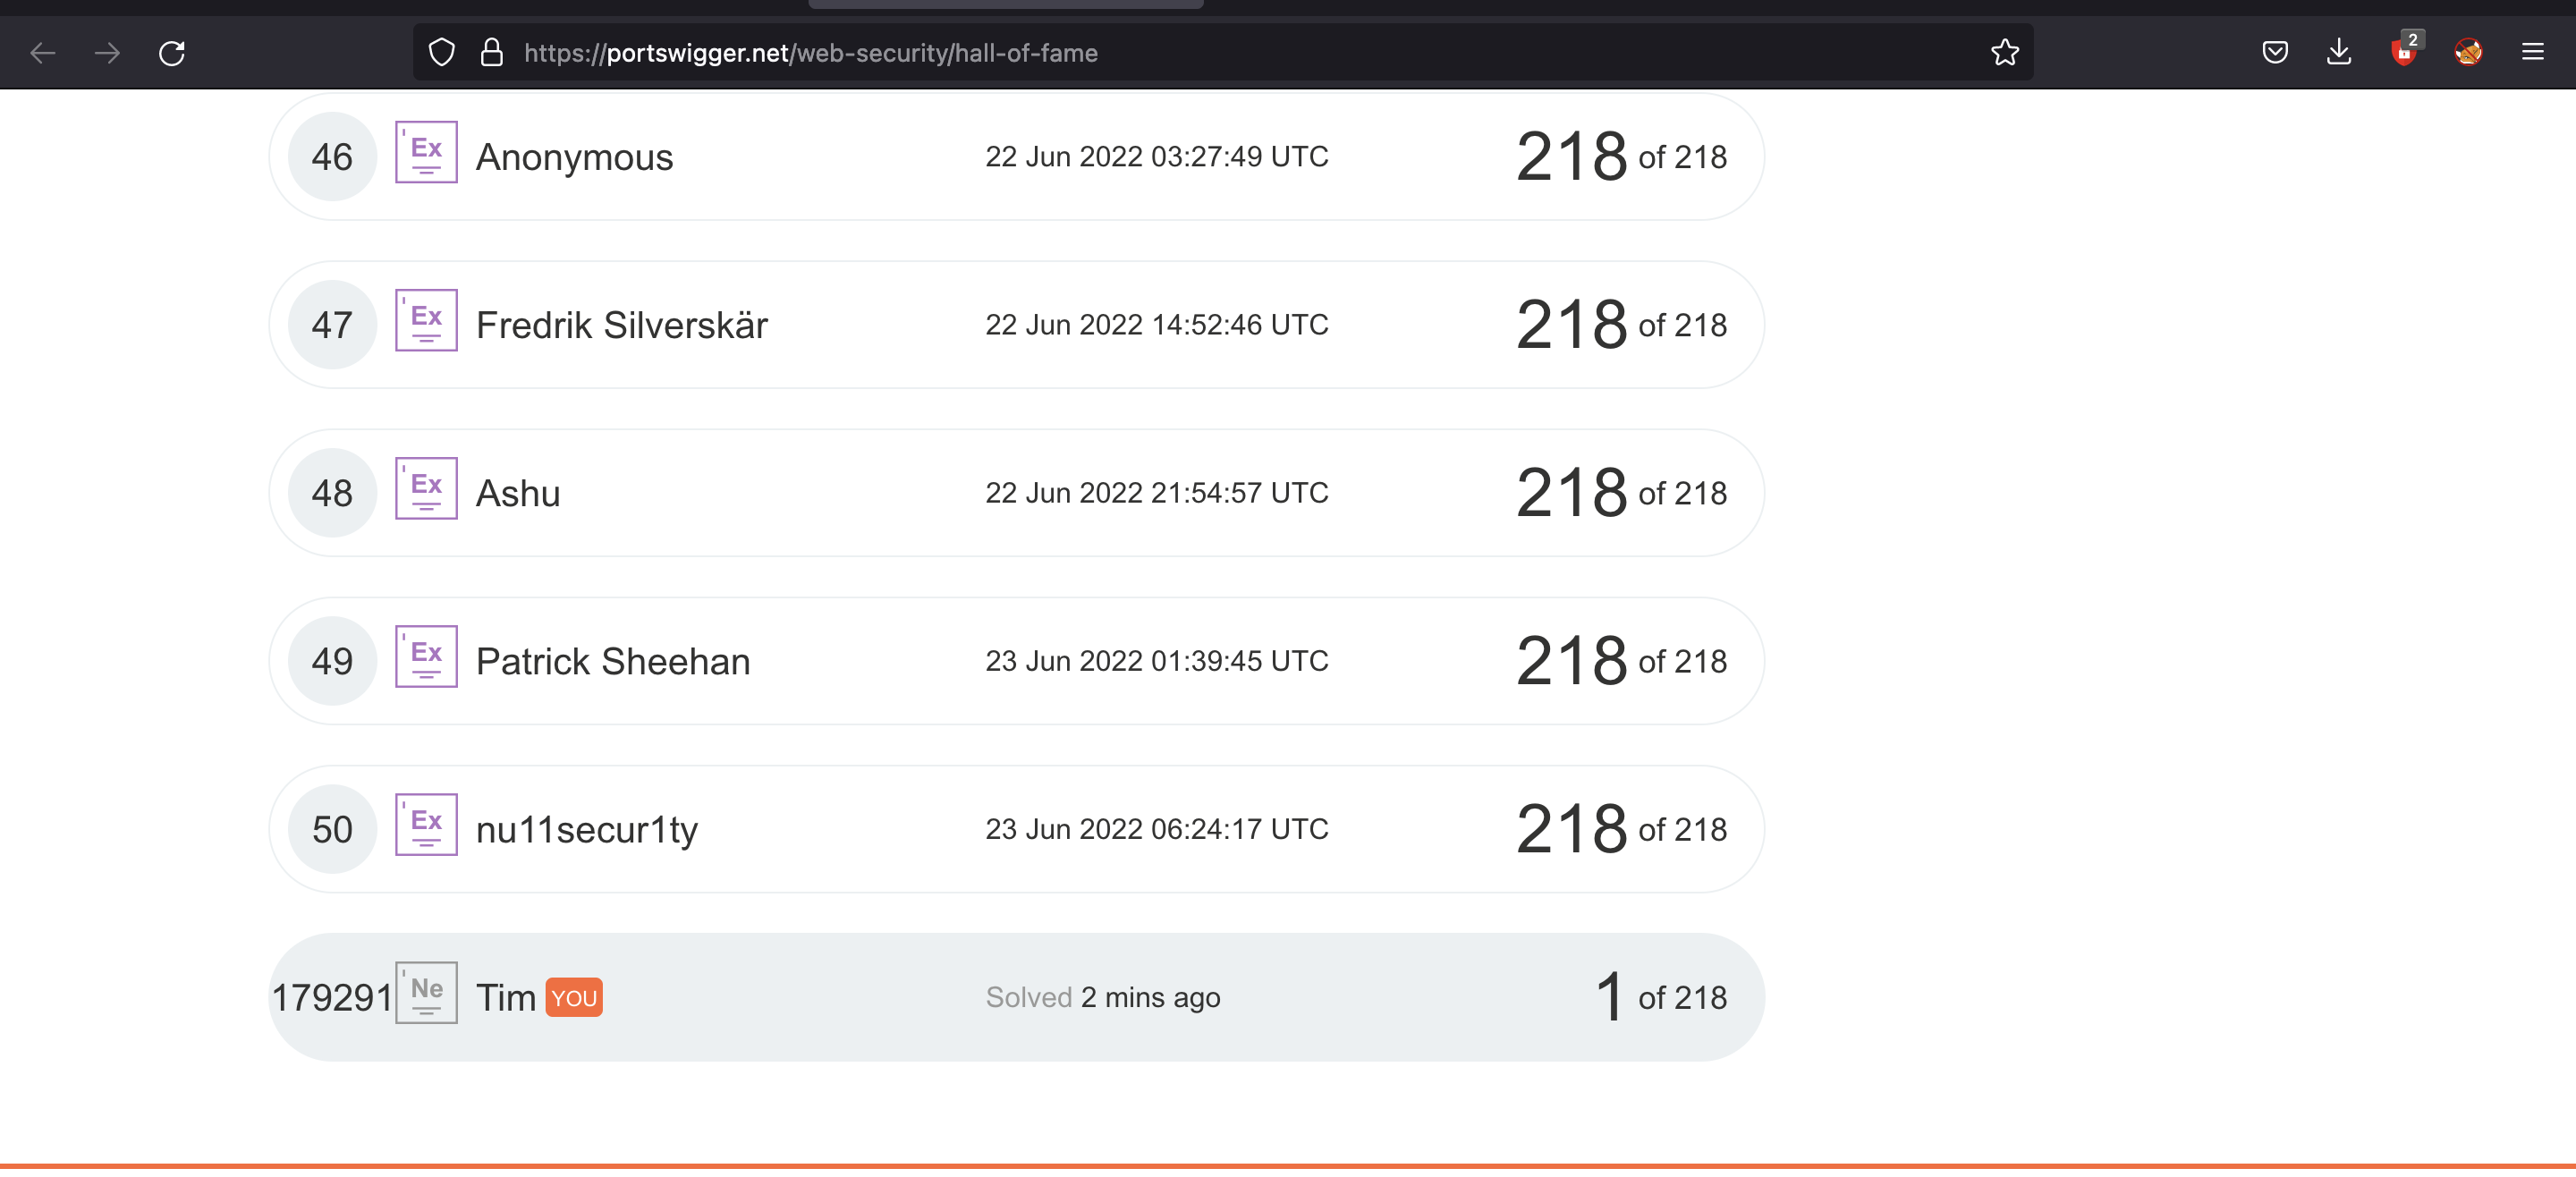 https://portswigger.net/web-security/hall-of-fame
2
46 Ex Anonymous 22 Jun 2022 03:27:49 UTC 218 of 218
47 Ex Fredrik Silverskär 22 Jun 2022 14:52:46 UTC 218 of 218
48 Ex Ashu 22 Jun 2022 21:54:57 UTC 218 of 218
49 Ex Patrick Sheehan 23 Jun 2022 01:39:45 UTC 218 of 218
50 Ex nu11secur1ty 23 Jun 2022 06:24:17 UTC 218 of 218
179291 Ne Tim YOU Solved 2 mins ago 1 of 218